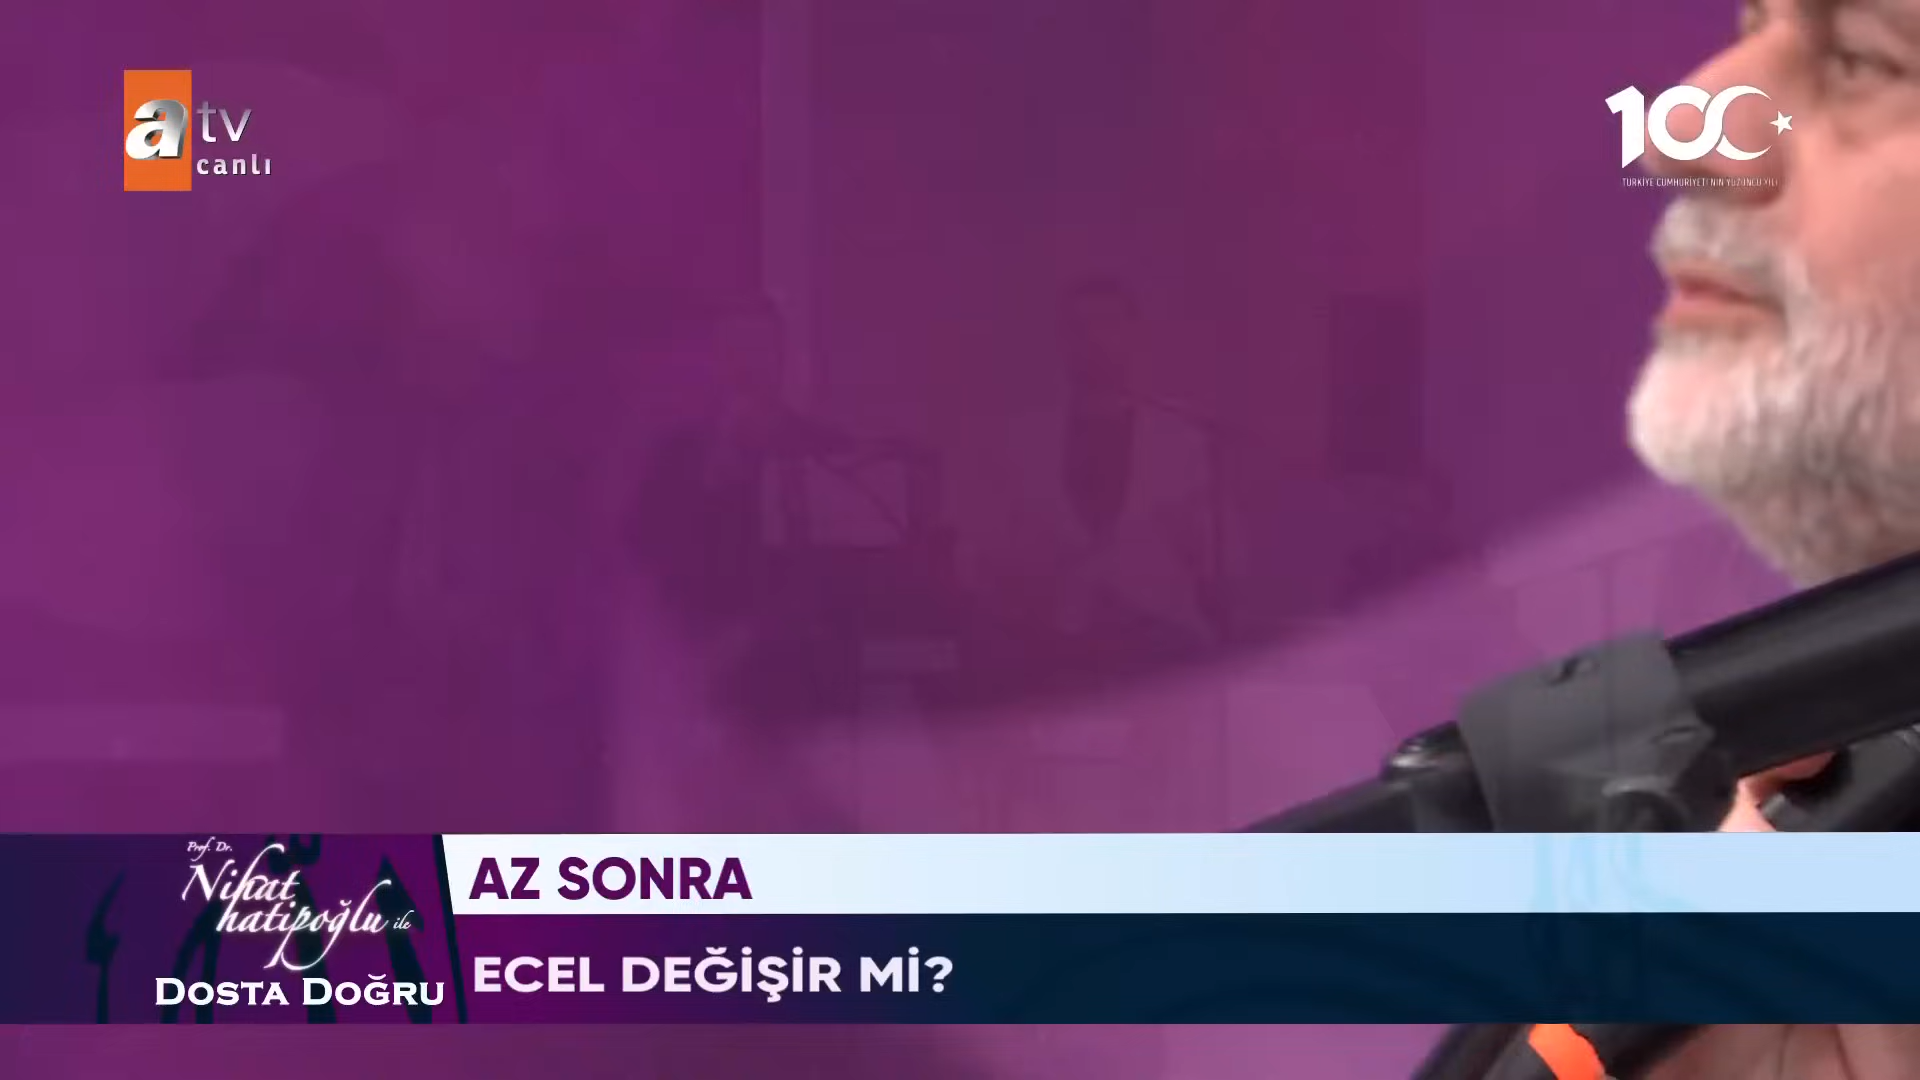 atv
canlı
100
TÜRKİYE CUMHURİYETİ'NİN YÜZÜNCÜ YILI
AZ SONRA
ECEL DEĞİŞİR Mİ?
Prof. Dr.
Nihat
hatipoğlu ile
DOSTA DOĞRU